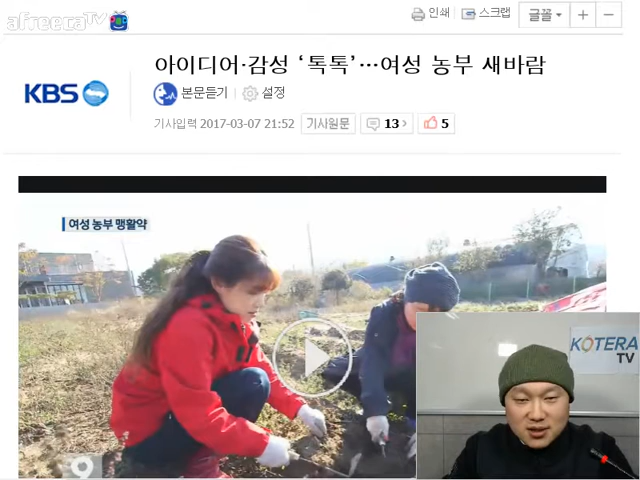 afreecaTV
인쇄 스크랩 글꼴 + −
KBS
아이디어·감성 ‘톡톡’…여성 농부 새바람
본문듣기 설정
기사입력 2017-03-07 21:52 기사원문 13 5
여성 농부 맹활약
KOTERA
TV
9